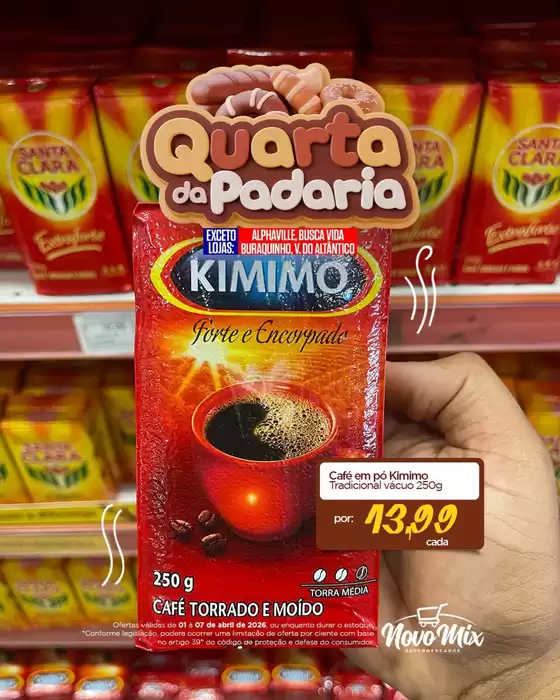 Quarta
da Padaria
EXCETO
LOJAS:
ALPHAVILLE, BUSCA VIDA
BURAQUINHO, V. DO ALTÂNTICO
SANTA
CLARA
Extraforte
SANTA
CLARA
Extraforte
KIMIMO
Forte e Encorpado
Café em pó Kimimo
Tradicional vácuo 250g
por: 13,99
cada
250 g
TORRA MÉDIA
CAFÉ TORRADO E MOÍDO
Ofertas válidas de 01 à 07 de abril de 2026, ou enquanto durar o estoque.
*Conforme legislação, podera ocorrer uma limitação de oferta por cliente com base
no artigo 39° do código de proteção e defesa do consumidor.
Novo Mix
SUPERMERCADOS